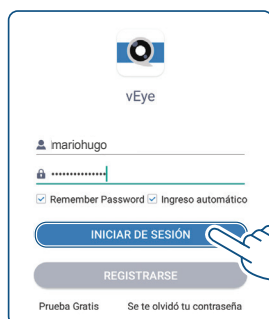 vEye
mariohugo
Remember Password Ingreso automático
INICIAR DE SESIÓN
REGISTRARSE
Prueba Gratis Se te olvidó tu contraseña